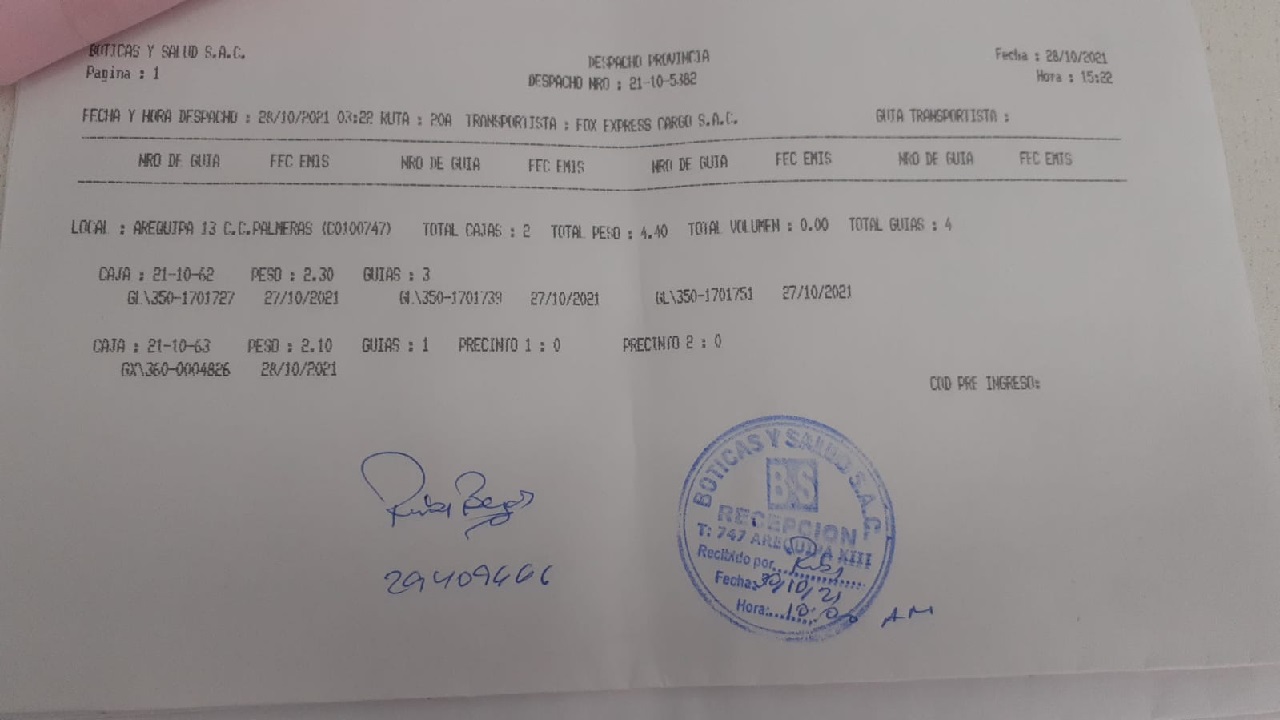 BOTICAS Y SALUD S.A.C.
Pagina : 1
DESPACHO PROVINCIA
DESPACHO NRO : 21-10-5382
Fecha : 28/10/2021
Hora : 15:22
FECHA Y HORA DESPACHO : 28/10/2021 03:22 RUTA : 20A TRANSPORTISTA : FOX EXPRESS CARGO S.A.C. GUIA TRANSPORTISTA :
NRO DE GUIA FEC EMIS NRO DE GUIA FEC EMIS NRO DE GUIA FEC EMIS NRO DE GUIA FEC EMIS
LOCAL : AREQUIPA 13 C.C.PALMERAS (C0100747) TOTAL CAJAS : 2 TOTAL PESO : 4.40 TOTAL VOLUMEN : 0.00 TOTAL GUIAS : 4
CAJA : 21-10-62 PESO : 2.30 GUIAS : 3
GL\350-1701727 27/10/2021 GL\350-1701739 27/10/2021 GL\350-1701751 27/10/2021
CAJA : 21-10-63 PESO : 2.10 GUIAS : 1 PRECINTO 1 : 0 PRECINTO 2 : 0
GX\360-0004826 28/10/2021
COD PRE INGRESO:
BOTICAS Y SALUD S.A.C.
BS
RECEPCION
T: 747 AREQUIPA XIII
Recibido por
Fecha: 30/10/21
Hora: 10:00 AM